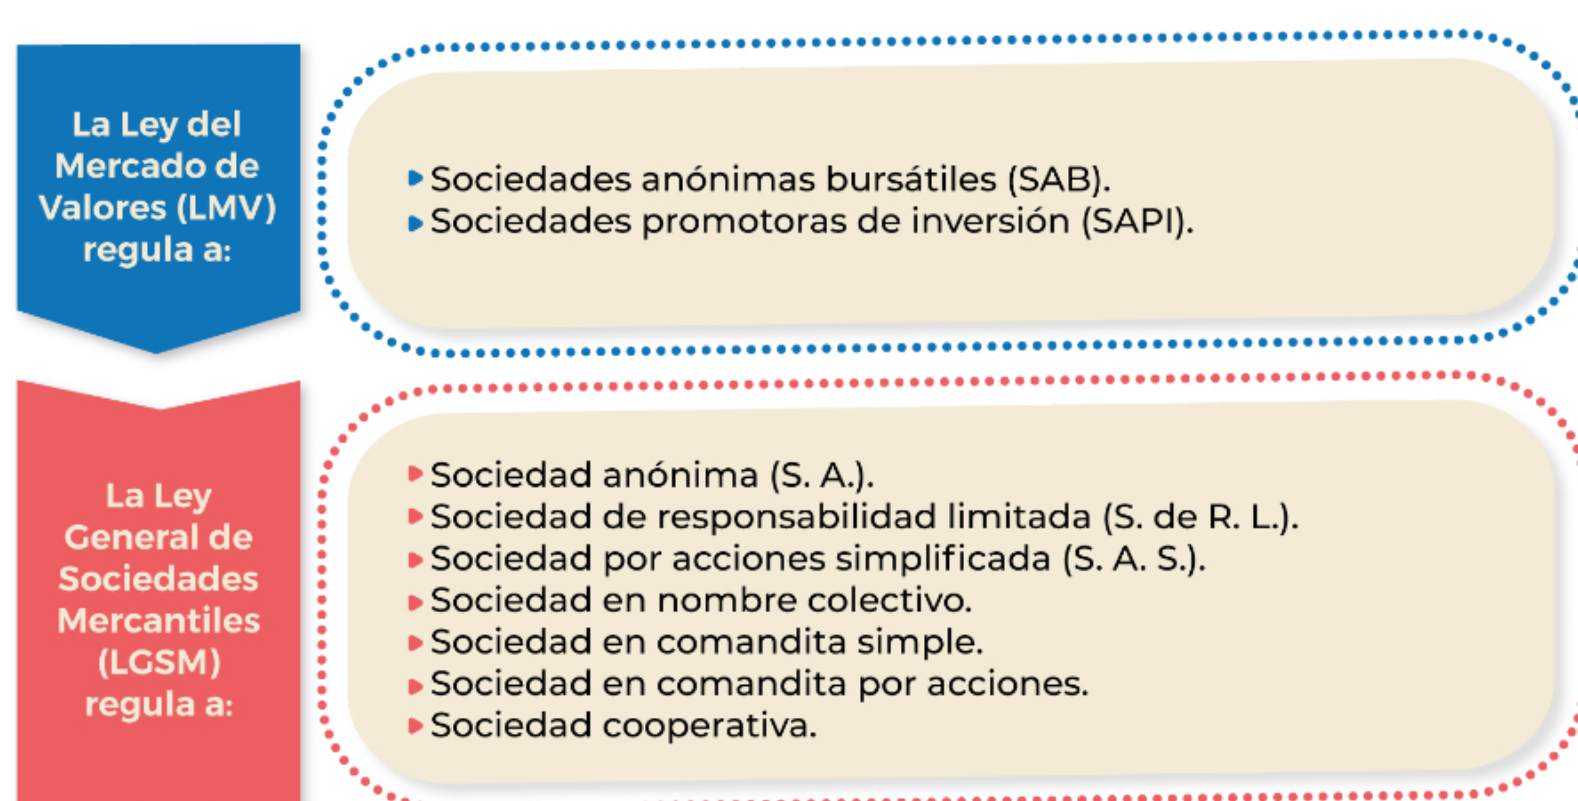 La Ley del
Mercado de
Valores (LMV)
regula a:
Sociedades anónimas bursátiles (SAB).
Sociedades promotoras de inversión (SAPI).
La Ley
General de
Sociedades
Mercantiles
(LGSM)
regula a:
Sociedad anónima (S. A.).
Sociedad de responsabilidad limitada (S. de R. L.).
Sociedad por acciones simplificada (S. A. S.).
Sociedad en nombre colectivo.
Sociedad en comandita simple.
Sociedad en comandita por acciones.
Sociedad cooperativa.